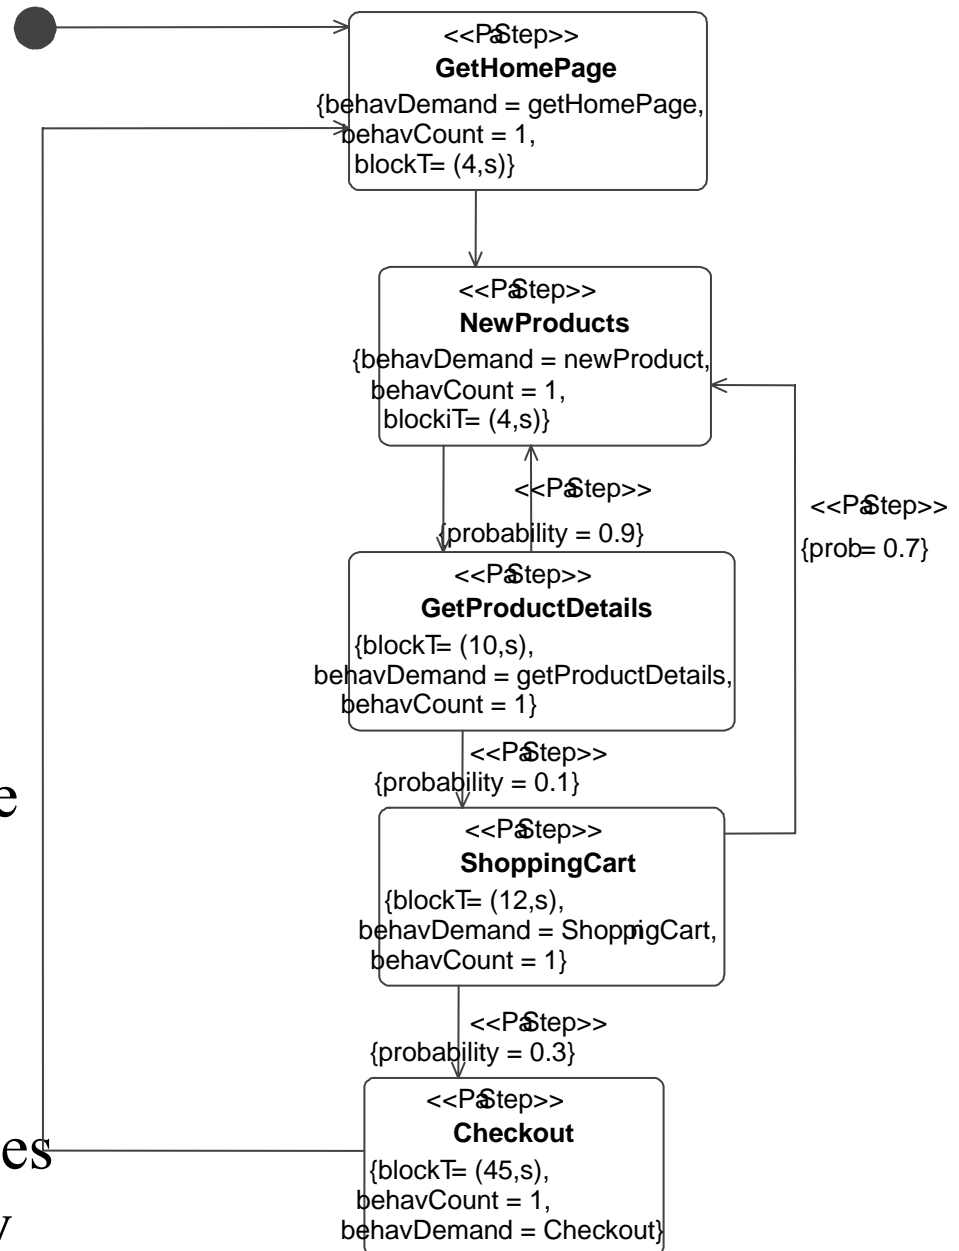 <<PaStep>>
GetHomePage
{behavDemand = getHomePage,
behavCount = 1,
blockT= (4,s)}
<<PaStep>>
NewProducts
{behavDemand = newProduct,
behavCount = 1,
blockiT= (4,s)}
<<PaStep>>
{probability = 0.9}
<<PaStep>>
{prob= 0.7}
<<PaStep>>
GetProductDetails
{blockT= (10,s),
behavDemand = getProductDetails,
behavCount = 1}
<<PaStep>>
{probability = 0.1}
e
<<PaStep>>
ShoppingCart
{blockT= (12,s),
behavDemand = ShoppingCart,
behavCount = 1}
<<PaStep>>
{probability = 0.3}
<<PaStep>>
Checkout
es
{blockT= (45,s),
behavCount = 1,
behavDemand = Checkout}